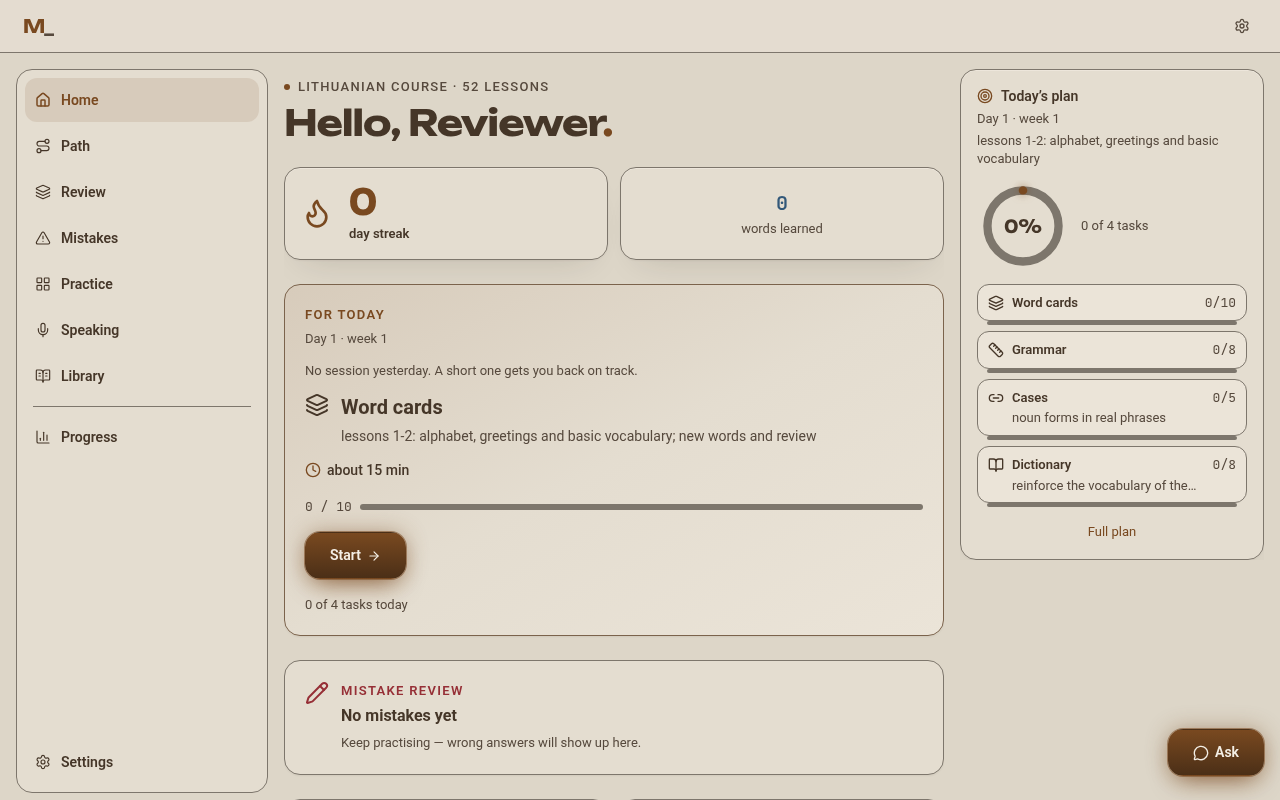 M_
Home
Path
Review
Mistakes
Practice
Speaking
Library
Progress
Settings
LITHUANIAN COURSE · 52 LESSONS
Hello, Reviewer.
0
day streak
0
words learned
FOR TODAY
Day 1 · week 1
No session yesterday. A short one gets you back on track.
Word cards
lessons 1-2: alphabet, greetings and basic vocabulary; new words and review
about 15 min
0 / 10
Start →
0 of 4 tasks today
MISTAKE REVIEW
No mistakes yet
Keep practising — wrong answers will show up here.
Today’s plan
Day 1 · week 1
lessons 1-2: alphabet, greetings and basic
vocabulary
0%
0 of 4 tasks
Word cards 0/10
Grammar 0/8
Cases 0/5
noun forms in real phrases
Dictionary 0/8
reinforce the vocabulary of the…
Full plan
Ask